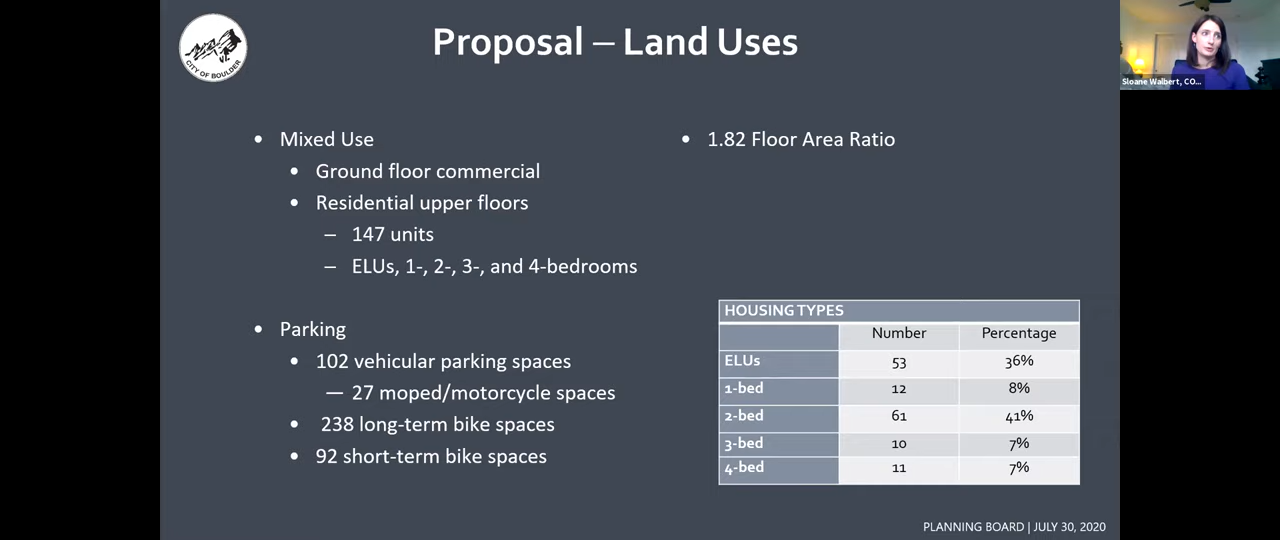 Proposal – Land Uses
CITY OF BOULDER
Sloane Walbert, CO...
• Mixed Use
• Ground floor commercial
• Residential upper floors
– 147 units
– ELUs, 1-, 2-, 3-, and 4-bedrooms
• Parking
• 102 vehicular parking spaces
— 27 moped/motorcycle spaces
• 238 long-term bike spaces
• 92 short-term bike spaces
• 1.82 Floor Area Ratio
HOUSING TYPES
Number Percentage
ELUs 53 36%
1-bed 12 8%
2-bed 61 41%
3-bed 10 7%
4-bed 11 7%
PLANNING BOARD | JULY 30, 2020